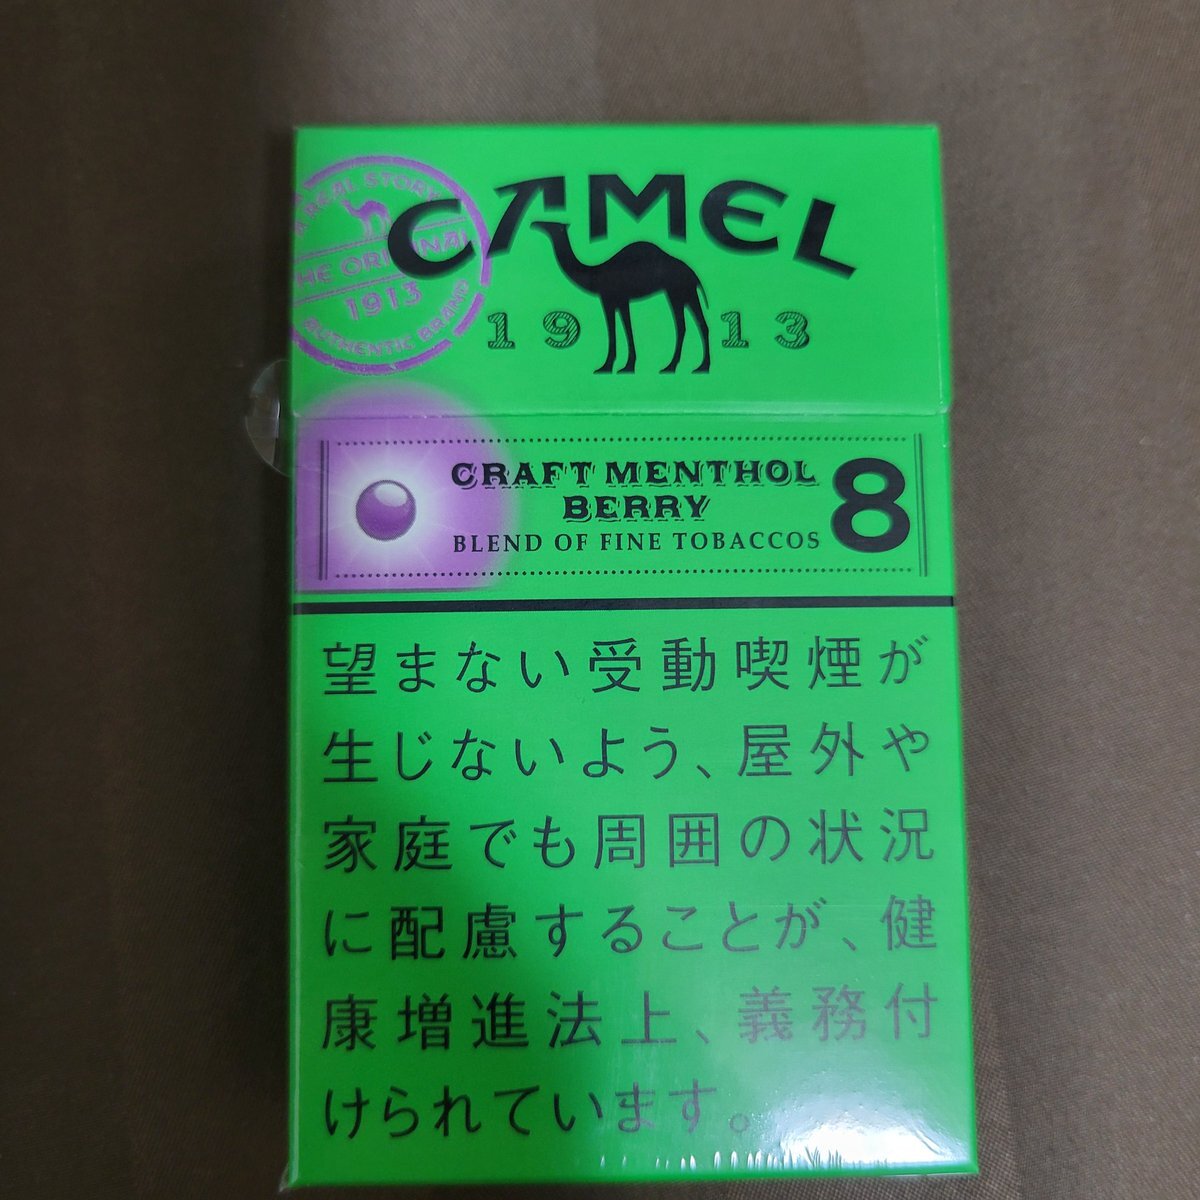 A REAL STORY
THE ORIGINAL
1913
AUTHENTIC BRAND
CAMEL
1913
CRAFT MENTHOL
BERRY
BLEND OF FINE TOBACCOS
8
望まない受動喫煙が
生じないよう、屋外や
家庭でも周囲の状況
に配慮することが、健
康増進法上、義務付
けられています。